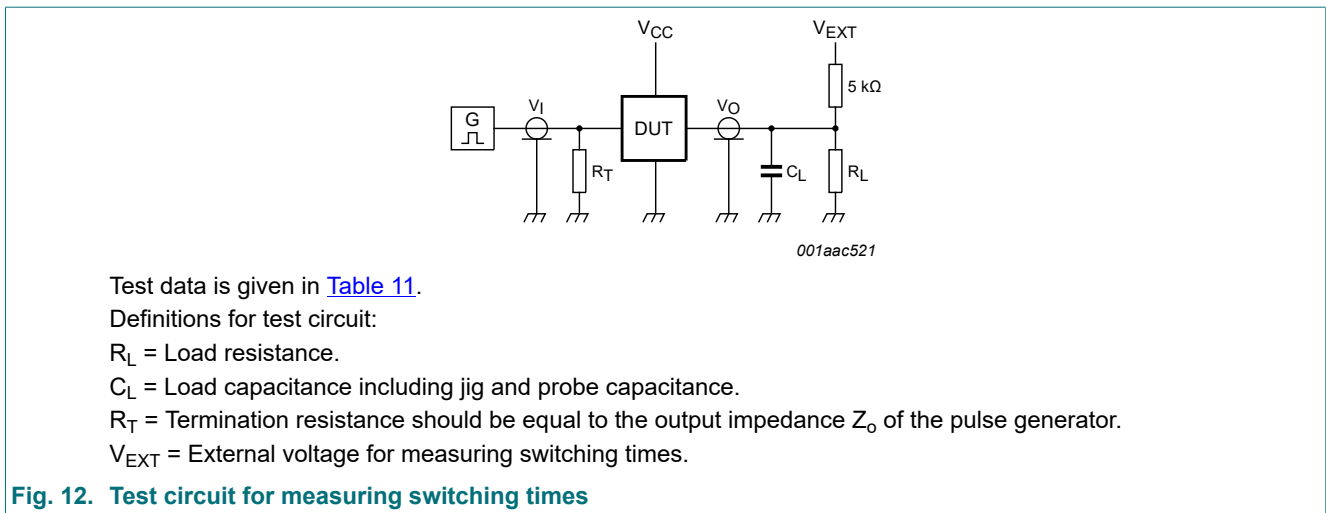 VCC
VEXT
5 kΩ
G
VI
DUT
VO
RT
CL
RL
001aac521
Test data is given in Table 11.
Definitions for test circuit:
RL = Load resistance.
CL = Load capacitance including jig and probe capacitance.
RT = Termination resistance should be equal to the output impedance Zo of the pulse generator.
VEXT = External voltage for measuring switching times.
Fig. 12. Test circuit for measuring switching times